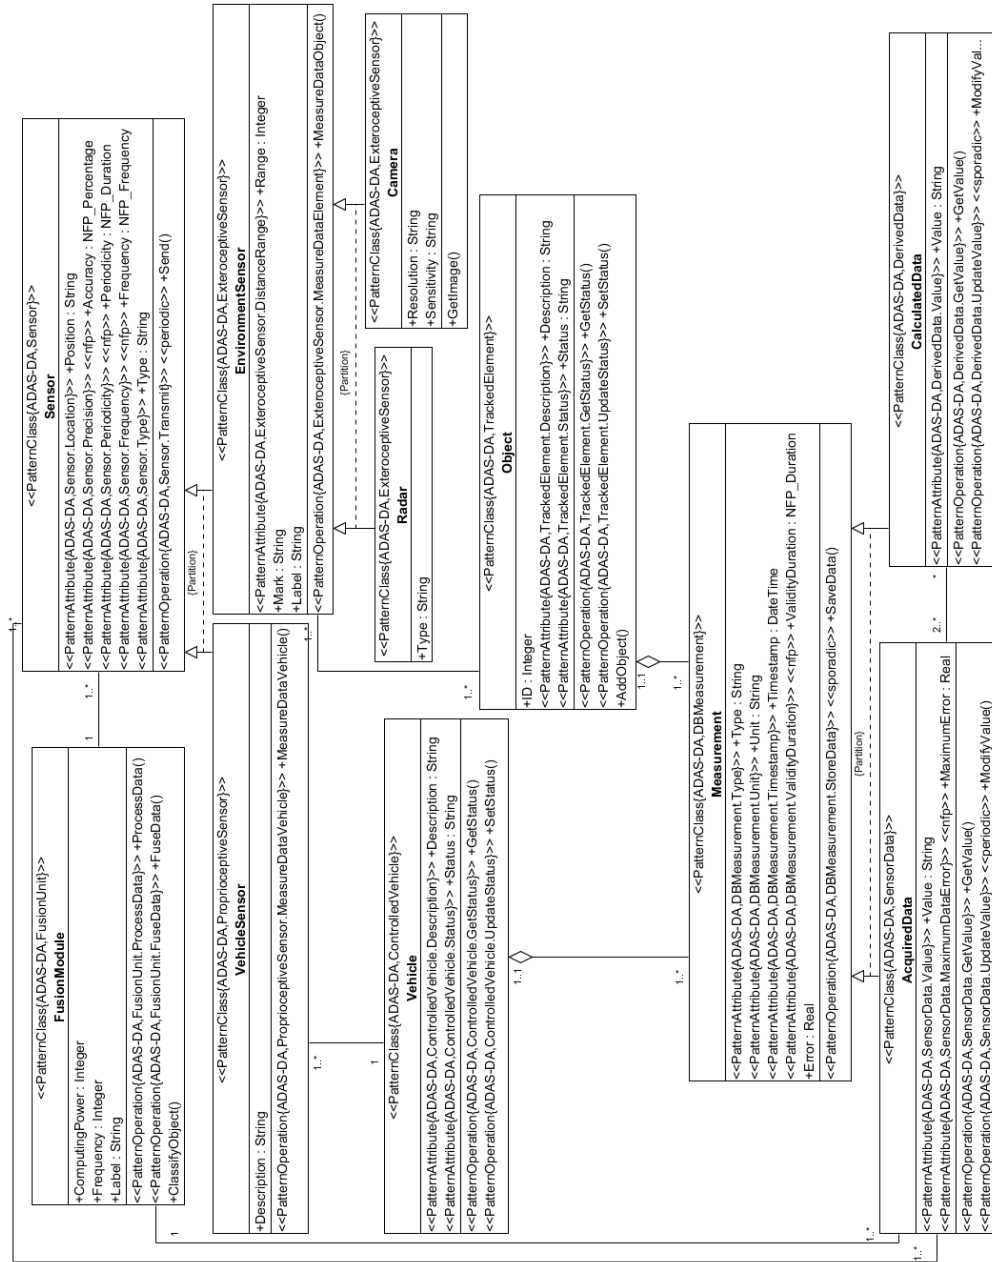 <<PatternClass{ADAS-DA,FusionUnit}>>
FusionModule
+ComputingPower : Integer
+Frequency : Integer
+Label : String
<<PatternOperation{ADAS-DA,FusionUnit.ProcessData}>> +ProcessData()
<<PatternOperation{ADAS-DA,FusionUnit.FuseData}>> +FuseData()
+ClassifyObject()
1
1
1..*
1..*
<<PatternClass{ADAS-DA,Sensor}>>
Sensor
<<PatternAttribute{ADAS-DA,Sensor.Location}>> +Position : String
<<PatternAttribute{ADAS-DA,Sensor.Precision}>> <<nfp>> +Accuracy : NFP_Percentage
<<PatternAttribute{ADAS-DA,Sensor.Periodicity}>> <<nfp>> +Periodicity : NFP_Duration
<<PatternAttribute{ADAS-DA,Sensor.Frequency}>> <<nfp>> +Frequency : NFP_Frequency
<<PatternAttribute{ADAS-DA,Sensor.Type}>> +Type : String
<<PatternOperation{ADAS-DA,Sensor.Transmit}>> <<periodic>> +Send()
{Partition}
<<PatternClass{ADAS-DA,ProprioceptiveSensor}>>
VehicleSensor
+Description : String
<<PatternOperation{ADAS-DA,ProprioceptiveSensor.MeasureDataVehicle}>> +MeasureDataVehicle()
1..*
1
<<PatternClass{ADAS-DA,ExteroceptiveSensor}>>
EnvironmentSensor
<<PatternAttribute{ADAS-DA,ExteroceptiveSensor.DistanceRange}>> +Range : Integer
+Mark : String
+Label : String
<<PatternOperation{ADAS-DA,ExteroceptiveSensor.MeasureDataElement}>> +MeasureDataObject()
1..*
1..*
{Partition}
<<PatternClass{ADAS-DA,ControlledVehicle}>>
Vehicle
<<PatternAttribute{ADAS-DA,ControlledVehicle.Description}>> +Description : String
<<PatternAttribute{ADAS-DA,ControlledVehicle.Status}>> +Status : String
<<PatternOperation{ADAS-DA,ControlledVehicle.GetStatus}>> +GetStatus()
<<PatternOperation{ADAS-DA,ControlledVehicle.UpdateStatus}>> +SetStatus()
1..1
1..*
<<PatternClass{ADAS-DA,ExteroceptiveSensor}>>
Radar
+Type : String
<<PatternClass{ADAS-DA,ExteroceptiveSensor}>>
Camera
+Resolution : String
+Sensitivity : String
+GetImage()
<<PatternClass{ADAS-DA,TrackedElement}>>
Object
+ID : Integer
<<PatternAttribute{ADAS-DA,TrackedElement.Description}>> +Description : String
<<PatternAttribute{ADAS-DA,TrackedElement.Status}>> +Status : String
<<PatternOperation{ADAS-DA,TrackedElement.GetStatus}>> +GetStatus()
<<PatternOperation{ADAS-DA,TrackedElement.UpdateStatus}>> +SetStatus()
+AddObject()
1..1
1..*
<<PatternClass{ADAS-DA,DBMeasurement}>>
Measurement
<<PatternAttribute{ADAS-DA,DBMeasurement.Type}>> +Type : String
<<PatternAttribute{ADAS-DA,DBMeasurement.Unit}>> +Unit : String
<<PatternAttribute{ADAS-DA,DBMeasurement.Timestamp}>> +Timestamp : DateTime
<<PatternAttribute{ADAS-DA,DBMeasurement.ValidityDuration}>> <<nfp>> +ValidityDuration : NFP_Duration
+Error : Real
<<PatternOperation{ADAS-DA,DBMeasurement.StoreData}>> <<sporadic>> +SaveData()
{Partition}
1..*
1..*
<<PatternClass{ADAS-DA,SensorData}>>
AcquiredData
<<PatternAttribute{ADAS-DA,SensorData.Value}>> +Value : String
<<PatternAttribute{ADAS-DA,SensorData.MaximumDataError}>> <<nfp>> +MaximumError : Real
<<PatternOperation{ADAS-DA,SensorData.GetValue}>> +GetValue()
<<PatternOperation{ADAS-DA,SensorData.UpdateValue}>> <<periodic>> +ModifyValue()
2..*
*
<<PatternClass{ADAS-DA,DerivedData}>>
CalculatedData
<<PatternAttribute{ADAS-DA,DerivedData.Value}>> +Value : String
<<PatternOperation{ADAS-DA,DerivedData.GetValue}>> +GetValue()
<<PatternOperation{ADAS-DA,DerivedData.UpdateValue}>> <<sporadic>> +ModifyVal...